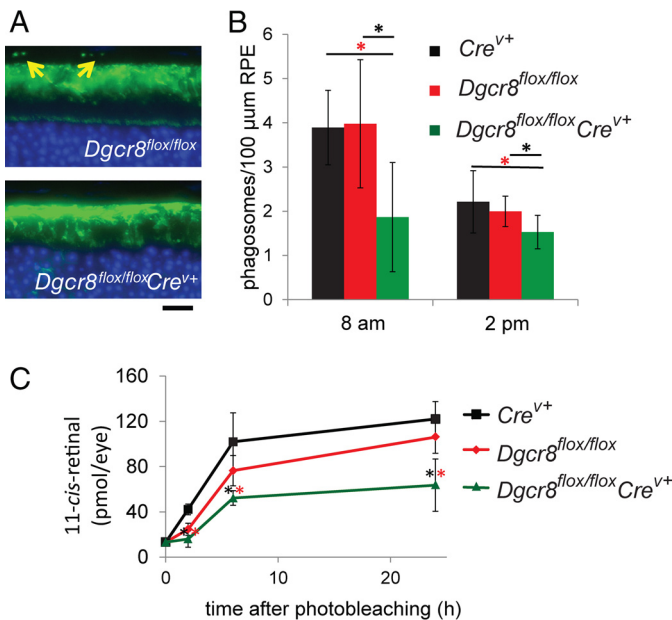 A
Dgcr8flox/flox
Dgcr8flox/floxCrev+
B
phagosomes/100 µum RPE
6
5
4
3
2
1
0
*
*
*
*
8 am
2 pm
Crev+
Dgcr8flox/flox
Dgcr8flox/floxCrev+
C
11-cis-retinal
(pmol/eye)
160
120
80
40
0
**
**
**
0
10
20
time after photobleaching (h)
Crev+
Dgcr8flox/flox
Dgcr8flox/floxCrev+